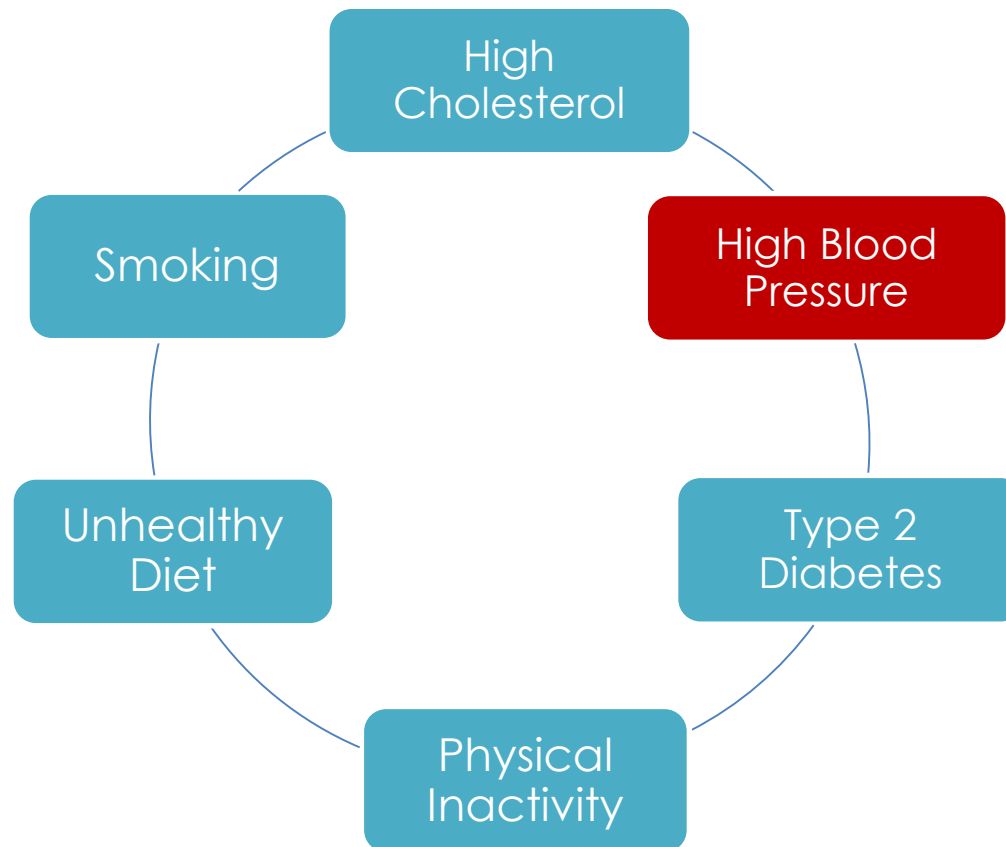 High
Cholesterol
High Blood
Pressure
Type 2
Diabetes
Physical
Inactivity
Unhealthy
Diet
Smoking